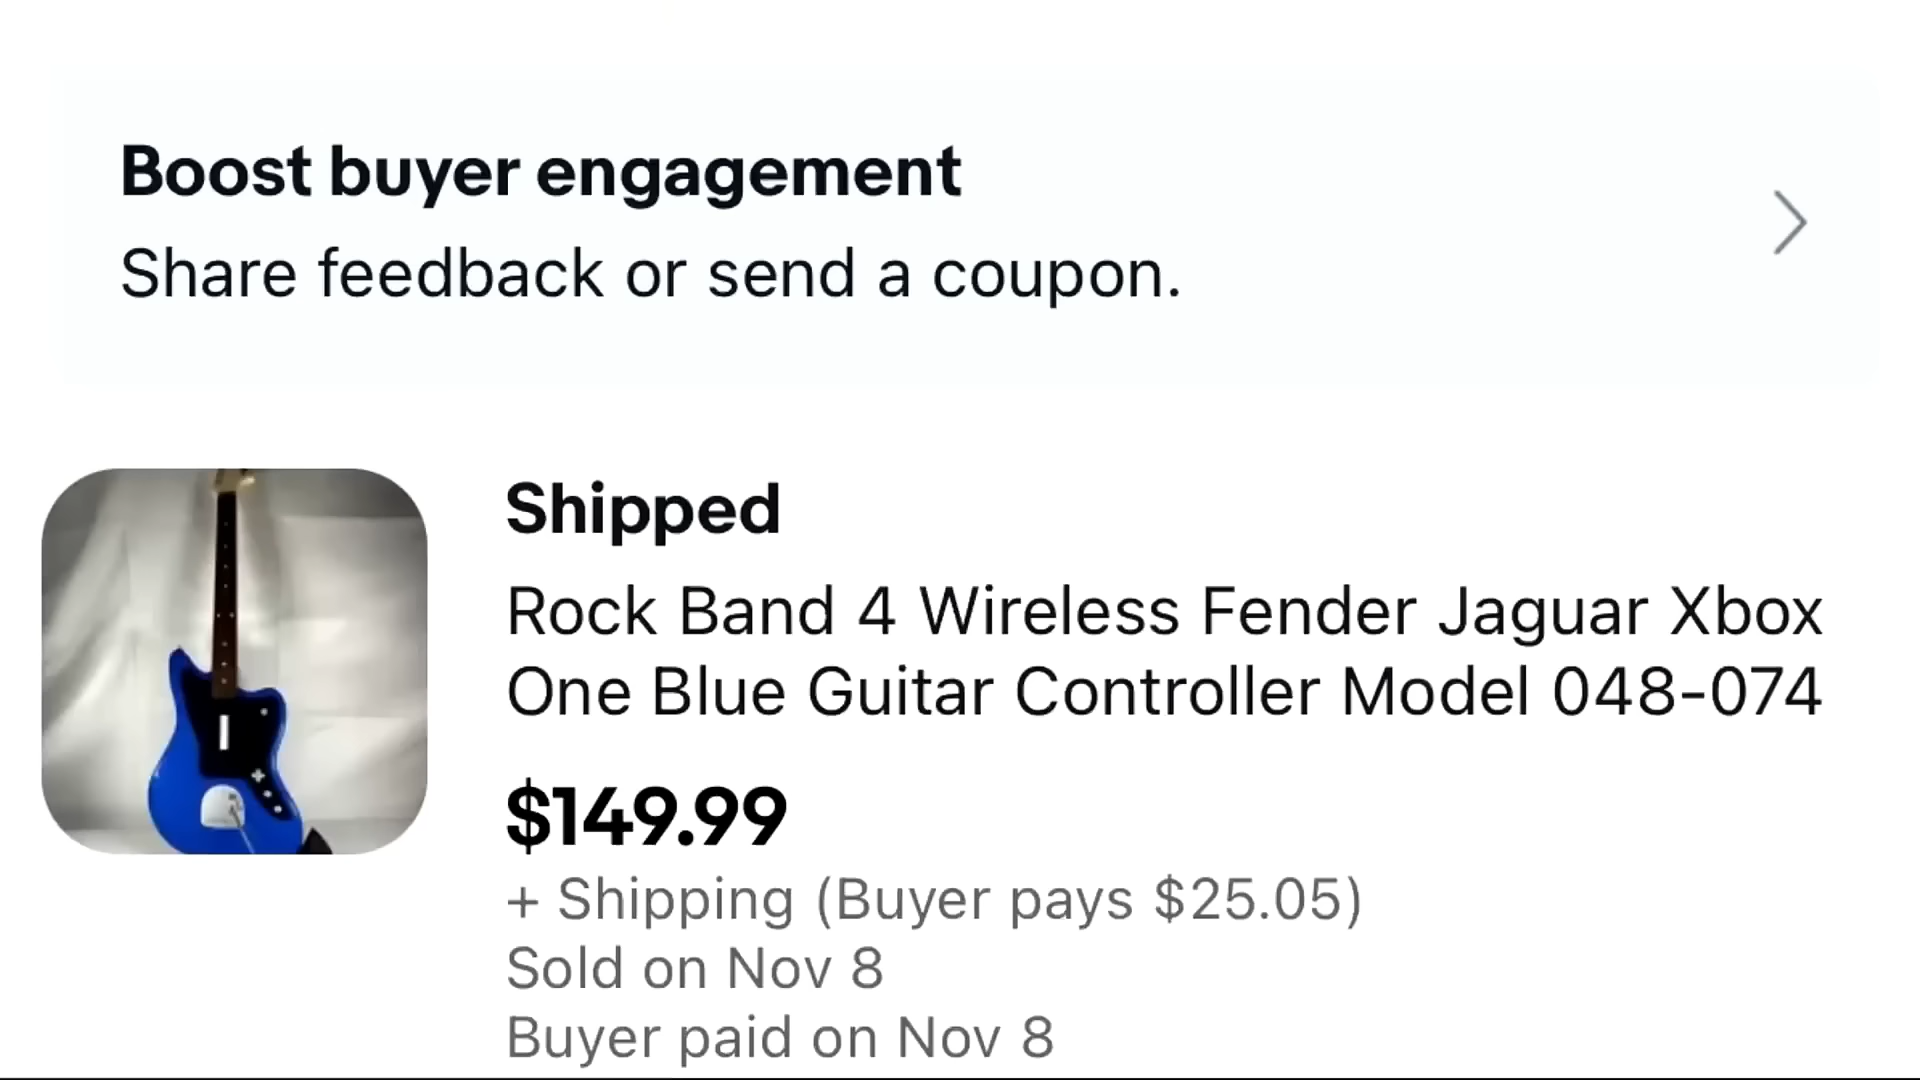 Boost buyer engagement
Share feedback or send a coupon.
Shipped
Rock Band 4 Wireless Fender Jaguar Xbox
One Blue Guitar Controller Model 048-074
$149.99
+ Shipping (Buyer pays $25.05)
Sold on Nov 8
Buyer paid on Nov 8